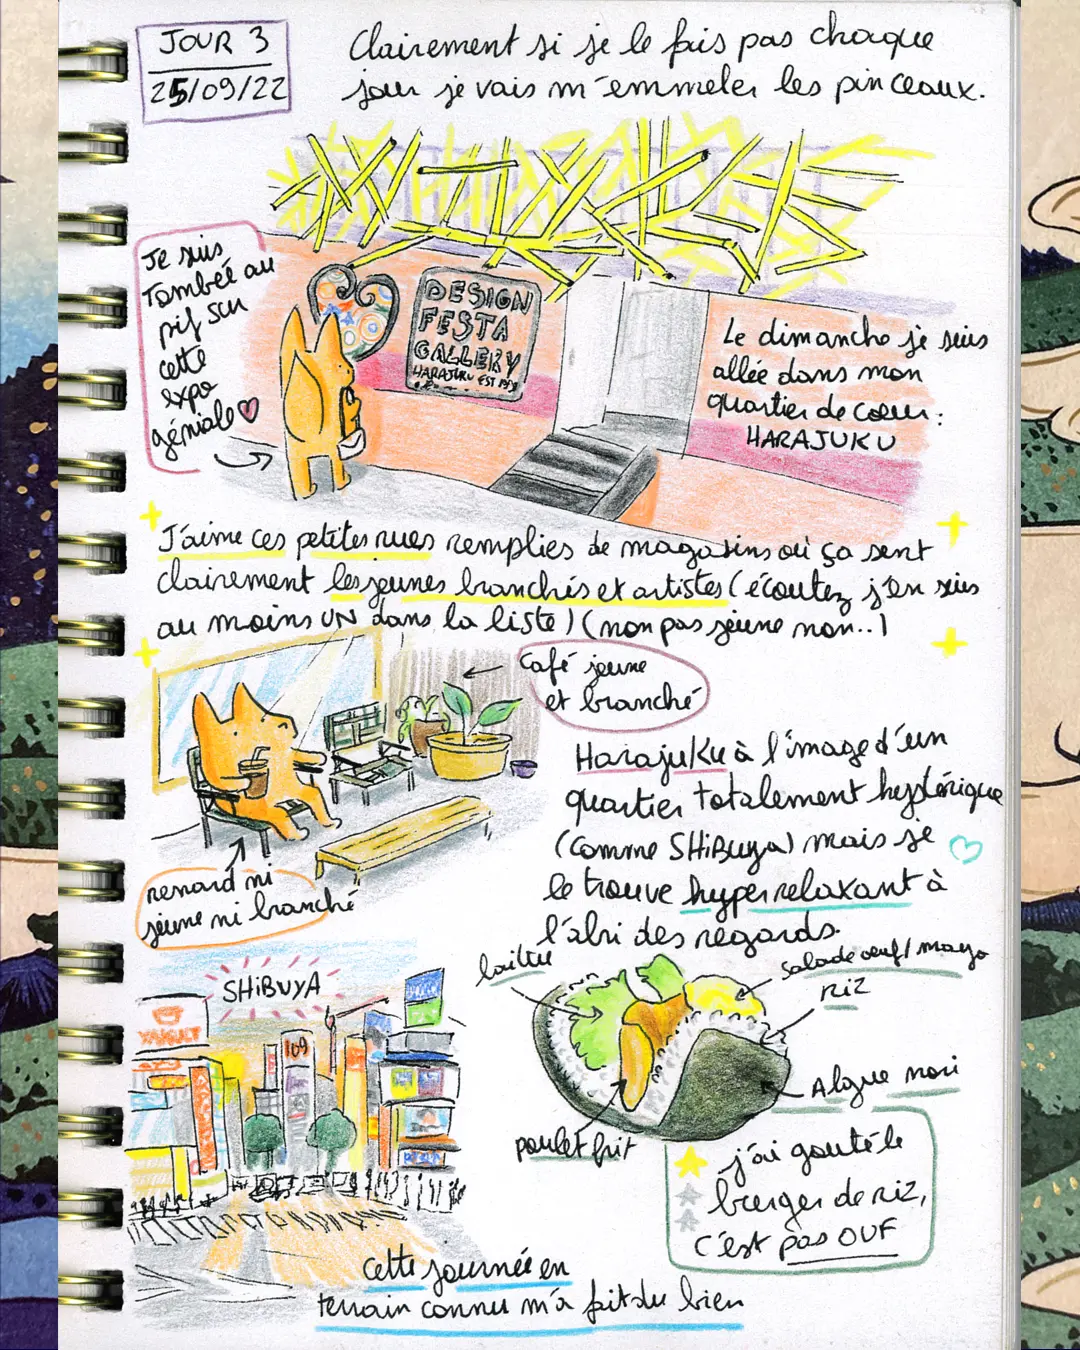 JOUR 3
25/09/22
Clairement si je le fais pas chaque
jour je vais m'emmeler les pinceaux.
Je suis
Tombée au
pif sur
cette
expo
géniale
DESIGN
FESTA
GALLERY
HARAJUKU EST
Le dimanche je suis
allée dans mon
quartier de coeur :
HARAJUKU
J'aime ces petites rues remplies de magasins où ça sent
clairement les jeunes branchés et artistes (écoutez j'en suis
au moins UN dans la liste) (non pas jeune non..)
Café jeune
et branché
Harajuku à l'image d'un
quartier totalement hystérique
(comme SHiBuya) mais je
le trouve hyper relaxant à
l'abri des regards.
renard ni
jeune ni branché
SHiBuyA
YAKULT
109
laitue
salade oeuf/mayo
riz
Algue nori
poulet frit
j'ai gouté le
burger de riz,
c'est pas OUF
Cette journée en
terrain connu m'a fait du bien